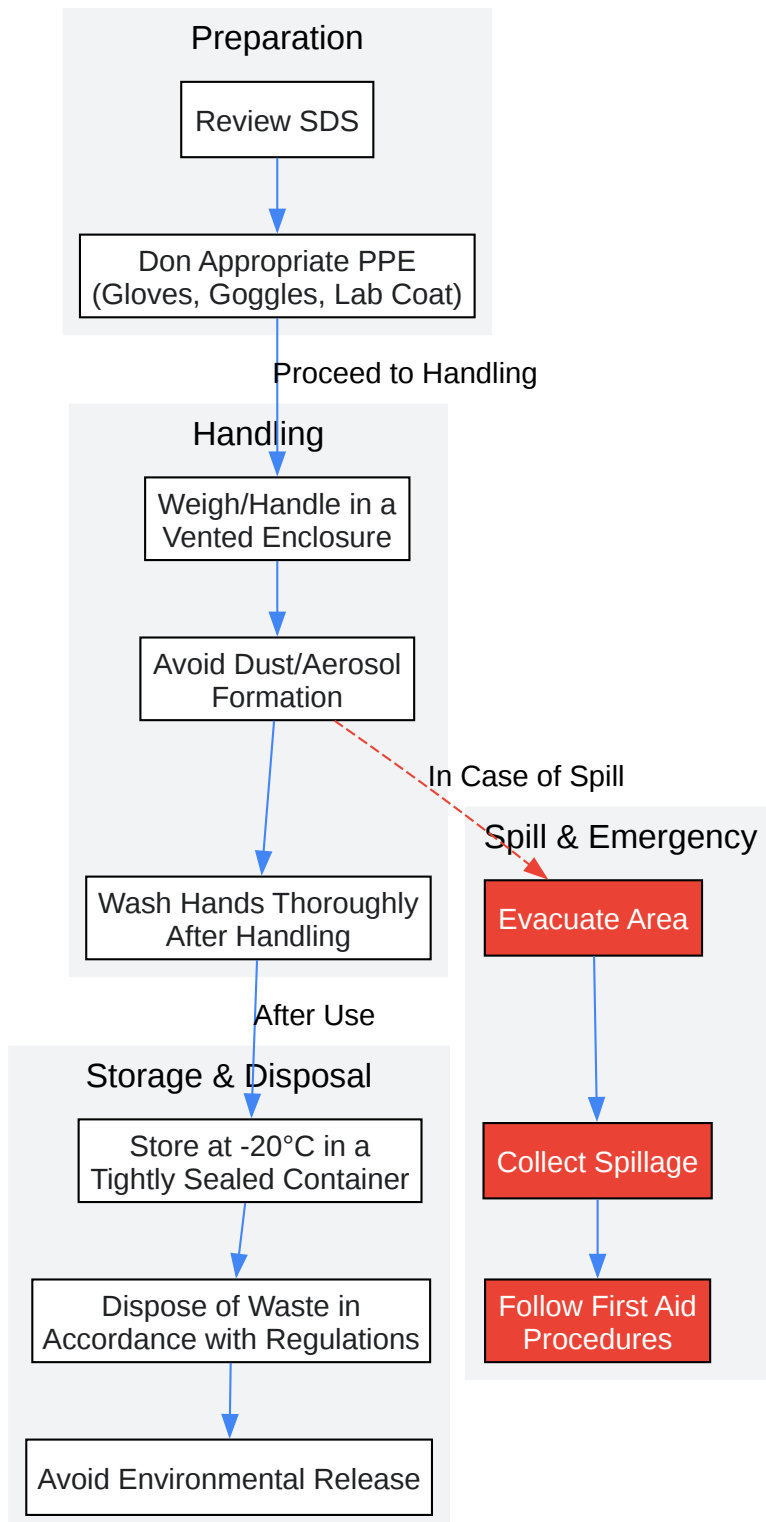 Preparation
Review SDS
Don Appropriate PPE
(Gloves, Goggles, Lab Coat)
Proceed to Handling
Handling
Weigh/Handle in a
Vented Enclosure
Avoid Dust/Aerosol
Formation
In Case of Spill
Wash Hands Thoroughly
After Handling
After Use
Storage & Disposal
Store at -20°C in a
Tightly Sealed Container
Dispose of Waste in
Accordance with Regulations
Avoid Environmental Release
Spill & Emergency
Evacuate Area
Collect Spillage
Follow First Aid
Procedures